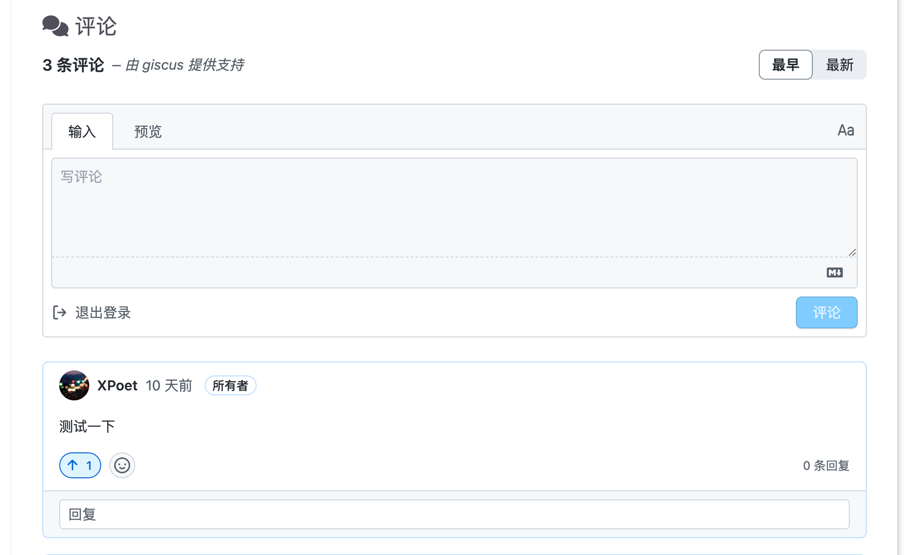 评论
3 条评论 – 由 giscus 提供支持
最早 最新
输入 预览 Aa
写评论
M↓
退出登录 评论
XPoet 10 天前 所有者
测试一下
↑ 1 0 条回复
回复